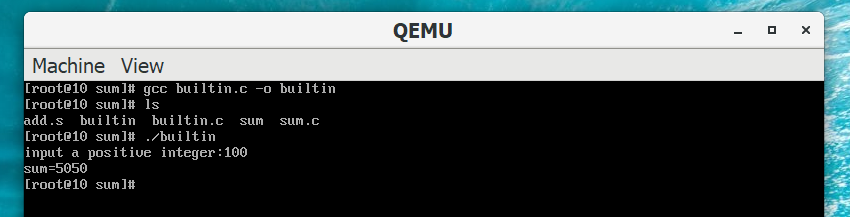 QEMU
Machine View
[root@10 sum]# gcc builtin.c -o builtin
[root@10 sum]# ls
add.s builtin builtin.c sum sum.c
[root@10 sum]# ./builtin
input a positive integer:100
sum=5050
[root@10 sum]#